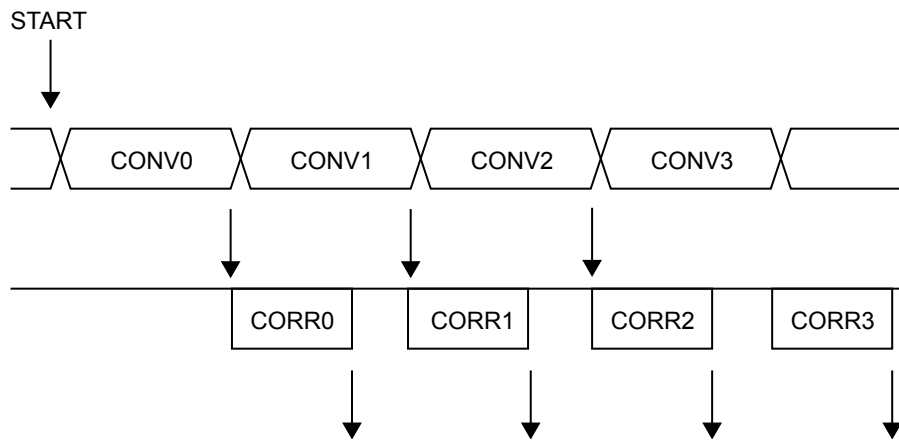 START
CONV0 CONV1 CONV2 CONV3
CORR0 CORR1 CORR2 CORR3